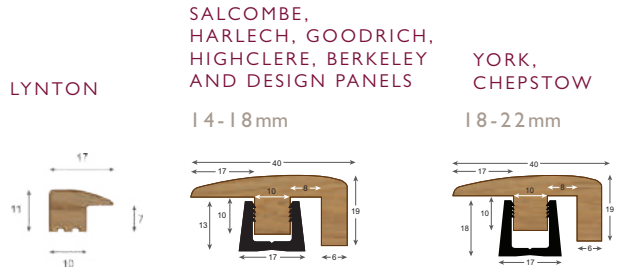 LYNTON
17
11
7
10
SALCOMBE,
HARLECH, GOODRICH,
HIGHCLERE, BERKELEY
AND DESIGN PANELS
14-18mm
40
17
10
8
13
10
19
17
6
YORK,
CHEPSTOW
18-22mm
40
17
10
8
18
10
19
17
6